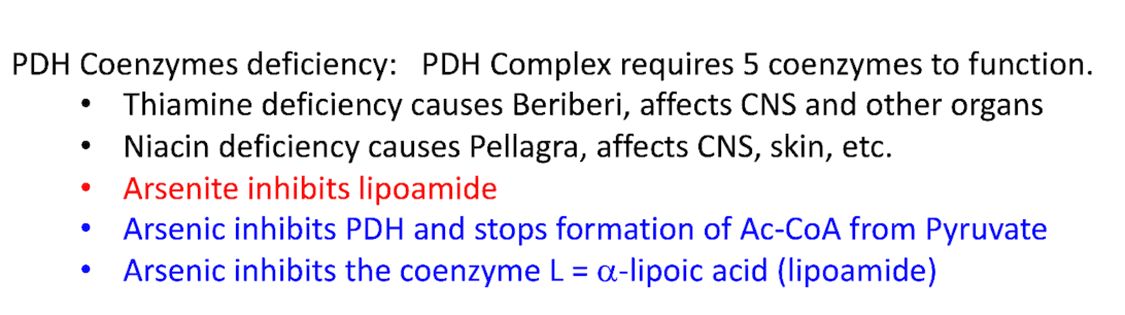 PDH Coenzymes deficiency: PDH Complex requires 5 coenzymes to function.
• Thiamine deficiency causes Beriberi, affects CNS and other organs
• Niacin deficiency causes Pellagra, affects CNS, skin, etc.
• Arsenite inhibits lipoamide
• Arsenic inhibits PDH and stops formation of Ac-CoA from Pyruvate
• Arsenic inhibits the coenzyme L = α-lipoic acid (lipoamide)